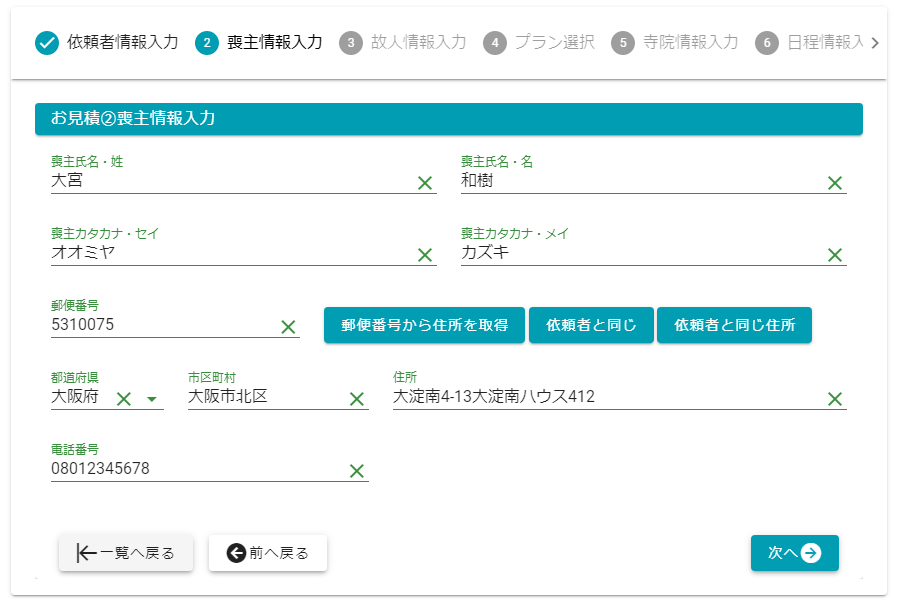 依頼者情報入力 2 喪主情報入力 3 故人情報入力 4 プラン選択 5 寺院情報入力 6 日程情報入
お見積②喪主情報入力
喪主氏名・姓 喪主氏名・名
大宮 和樹
喪主カタカナ・セイ 喪主カタカナ・メイ
オオミヤ カズキ
郵便番号
5310075 郵便番号から住所を取得 依頼者と同じ 依頼者と同じ住所
都道府県 市区町村 住所
大阪府 大阪市北区 大淀南4-13大淀南ハウス412
電話番号
08012345678
一覧へ戻る 前へ戻る 次へ